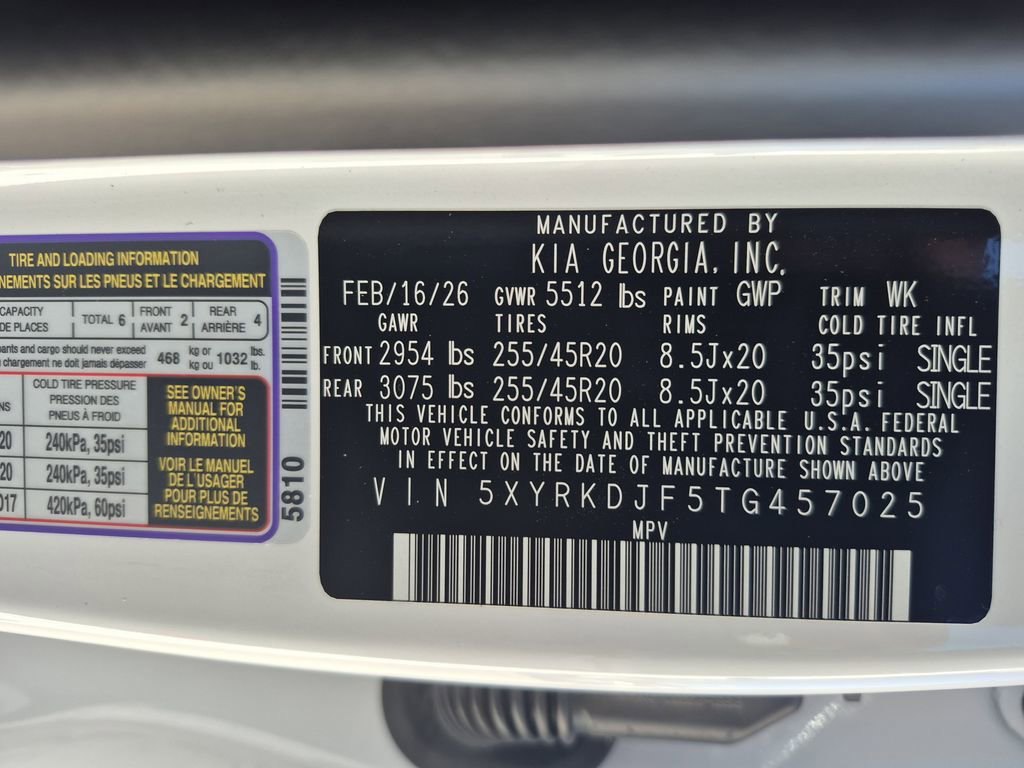 TIRE AND LOADING INFORMATION
NEMENTS SUR LES PNEUS ET LE CHARGEMENT
CAPACITY
DE PLACES
TOTAL 6
FRONT
AVANT 2
REAR
ARRIÈRE 4
pants and cargo should never exceed
chargement ne doit jamais dépasser
468 kg or 1032 lbs.
kg ou lb.
COLD TIRE PRESSURE
PRESSION DES
PNEUS À FROID
20 240kPa, 35psi
20 240kPa, 35psi
017 420kPa, 60psi
SEE OWNER'S
MANUAL FOR
ADDITIONAL
INFORMATION
VOIR LE MANUEL
DE L'USAGER
POUR PLUS DE
RENSEIGNEMENTS
5810
MANUFACTURED BY
KIA GEORGIA, INC.
FEB/16/26 GVWR 5512 lbs PAINT GWP TRIM WK
GAWR TIRES RIMS COLD TIRE INFL
FRONT 2954 lbs 255/45R20 8.5Jx20 35psi SINGLE
REAR 3075 lbs 255/45R20 8.5Jx20 35psi SINGLE
THIS VEHICLE CONFORMS TO ALL APPLICABLE U.S.A. FEDERAL
MOTOR VEHICLE SAFETY AND THEFT PREVENTION STANDARDS
IN EFFECT ON THE DATE OF MANUFACTURE SHOWN ABOVE
VIN 5XYRKDJF5TG457025
MPV